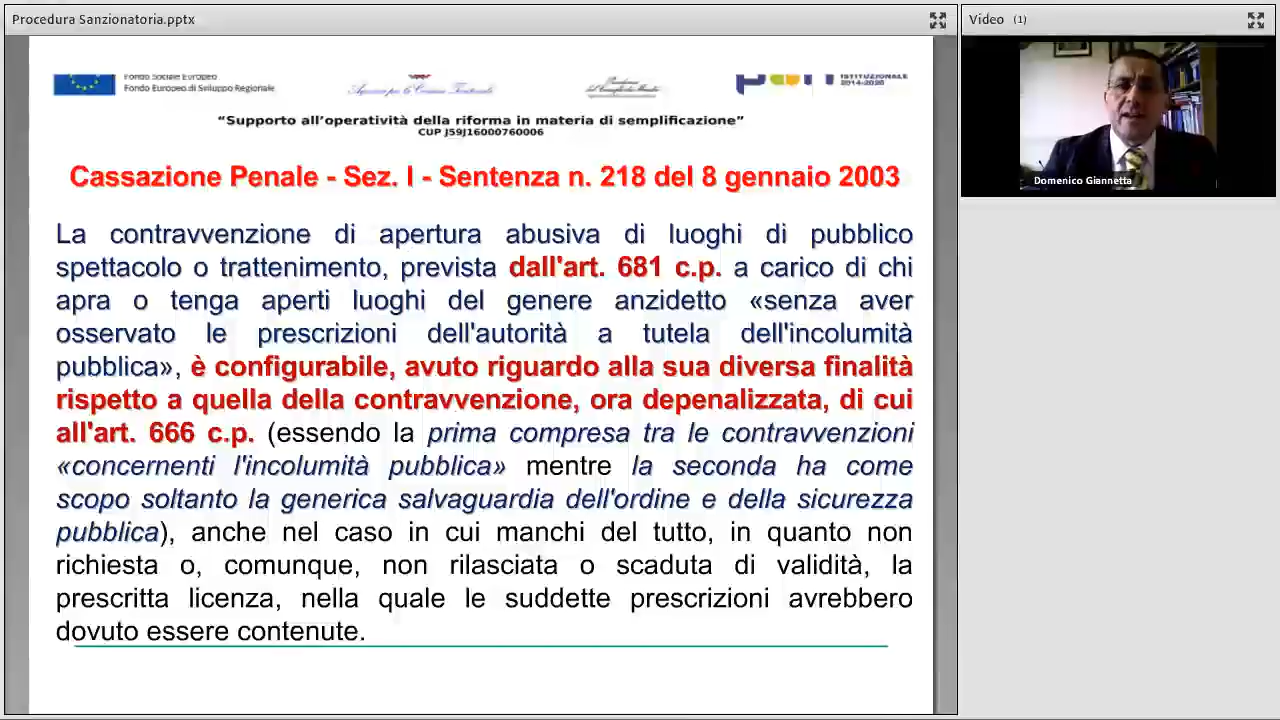 Procedura Sanzionatoria.pptx
Video (1)
Fondo Sociale Europeo
Fondo Europeo di Sviluppo Regionale
ISTITUZIONALE
2014-2020
“Supporto all’operatività della riforma in materia di semplificazione”
CUP J59J16000760006
Cassazione Penale - Sez. I - Sentenza n. 218 del 8 gennaio 2003
La contravvenzione di apertura abusiva di luoghi di pubblico
spettacolo o trattenimento, prevista dall'art. 681 c.p. a carico di chi
apra o tenga aperti luoghi del genere anzidetto «senza aver
osservato le prescrizioni dell'autorità a tutela dell'incolumità
pubblica», è configurabile, avuto riguardo alla sua diversa finalità
rispetto a quella della contravvenzione, ora depenalizzata, di cui
all'art. 666 c.p. (essendo la prima compresa tra le contravvenzioni
«concernenti l'incolumità pubblica» mentre la seconda ha come
scopo soltanto la generica salvaguardia dell'ordine e della sicurezza
pubblica), anche nel caso in cui manchi del tutto, in quanto non
richiesta o, comunque, non rilasciata o scaduta di validità, la
prescritta licenza, nella quale le suddette prescrizioni avrebbero
dovuto essere contenute.
Domenico Giannetta